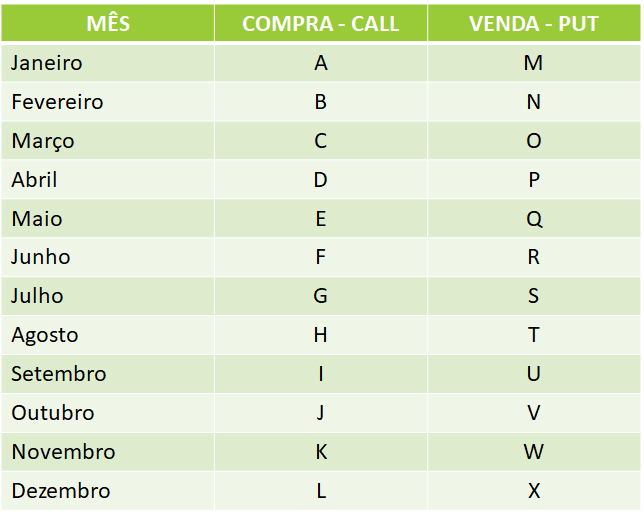 MÊS COMPRA - CALL VENDA - PUT
Janeiro A M
Fevereiro B N
Março C O
Abril D P
Maio E Q
Junho F R
Julho G S
Agosto H T
Setembro I U
Outubro J V
Novembro K W
Dezembro L X